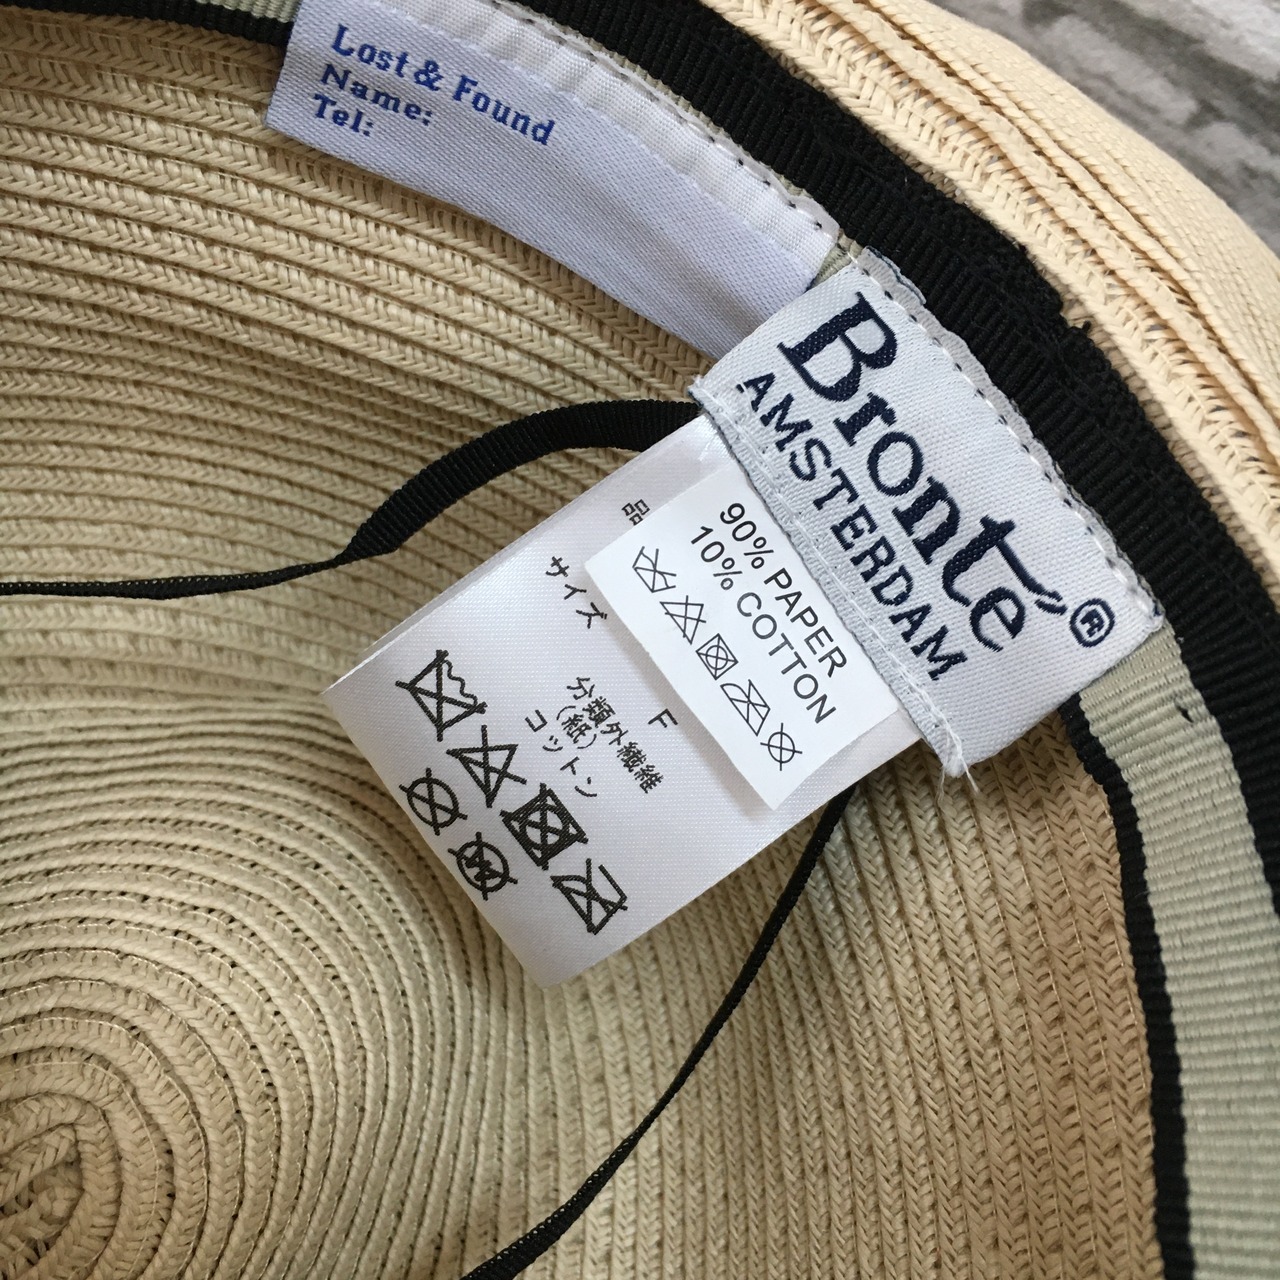 Lost & Found
Name:
Tel:
Bronté®
AMSTERDAM
90% PAPER
10% COTTON
品
サイズ
F
分類外繊維
(紙)
コットン